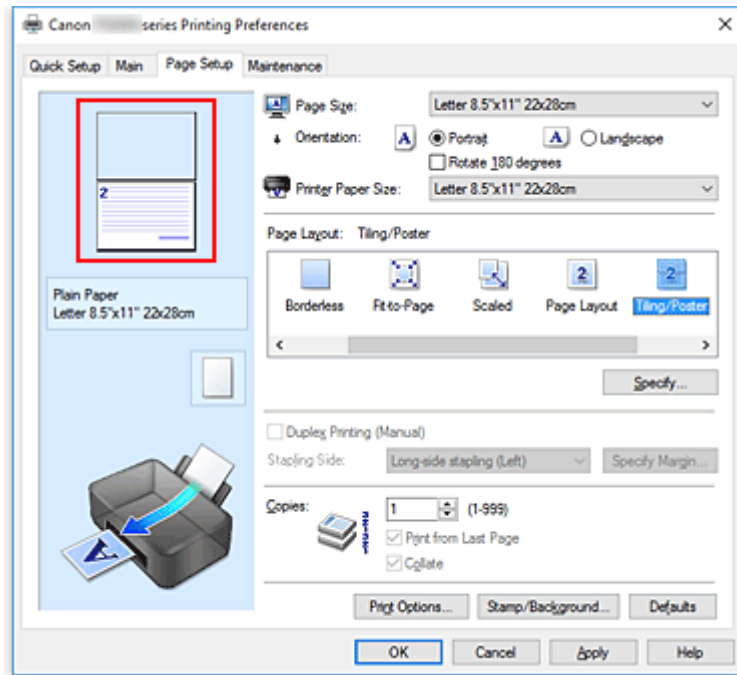 Canon series Printing Preferences
Quick Setup Main Page Setup Maintenance
Page Size: Letter 8.5"x11" 22x28cm
Orientation: A Portrait A Landscape
Rotate 180 degrees
Printer Paper Size: Letter 8.5"x11" 22x28cm
2
Page Layout: Tiling/Poster
2 2
Plain Paper
Letter 8.5"x11" 22x28cm
Borderless Fit-to-Page Scaled Page Layout Tiling/Poster
Specify...
Duplex Printing (Manual)
Stapling Side: Long-side stapling (Left) Specify Margin...
Copies: 1 (1-999)
Print from Last Page
Collate
A
Print Options... Stamp/Background... Defaults
OK Cancel Apply Help